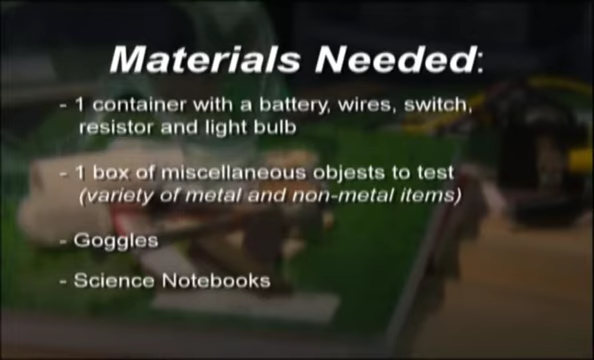 Materials Needed:
- 1 container with a battery, wires, switch,
resistor and light bulb
- 1 box of miscellaneous objests to test
(variety of metal and non-metal items)
- Goggles
- Science Notebooks